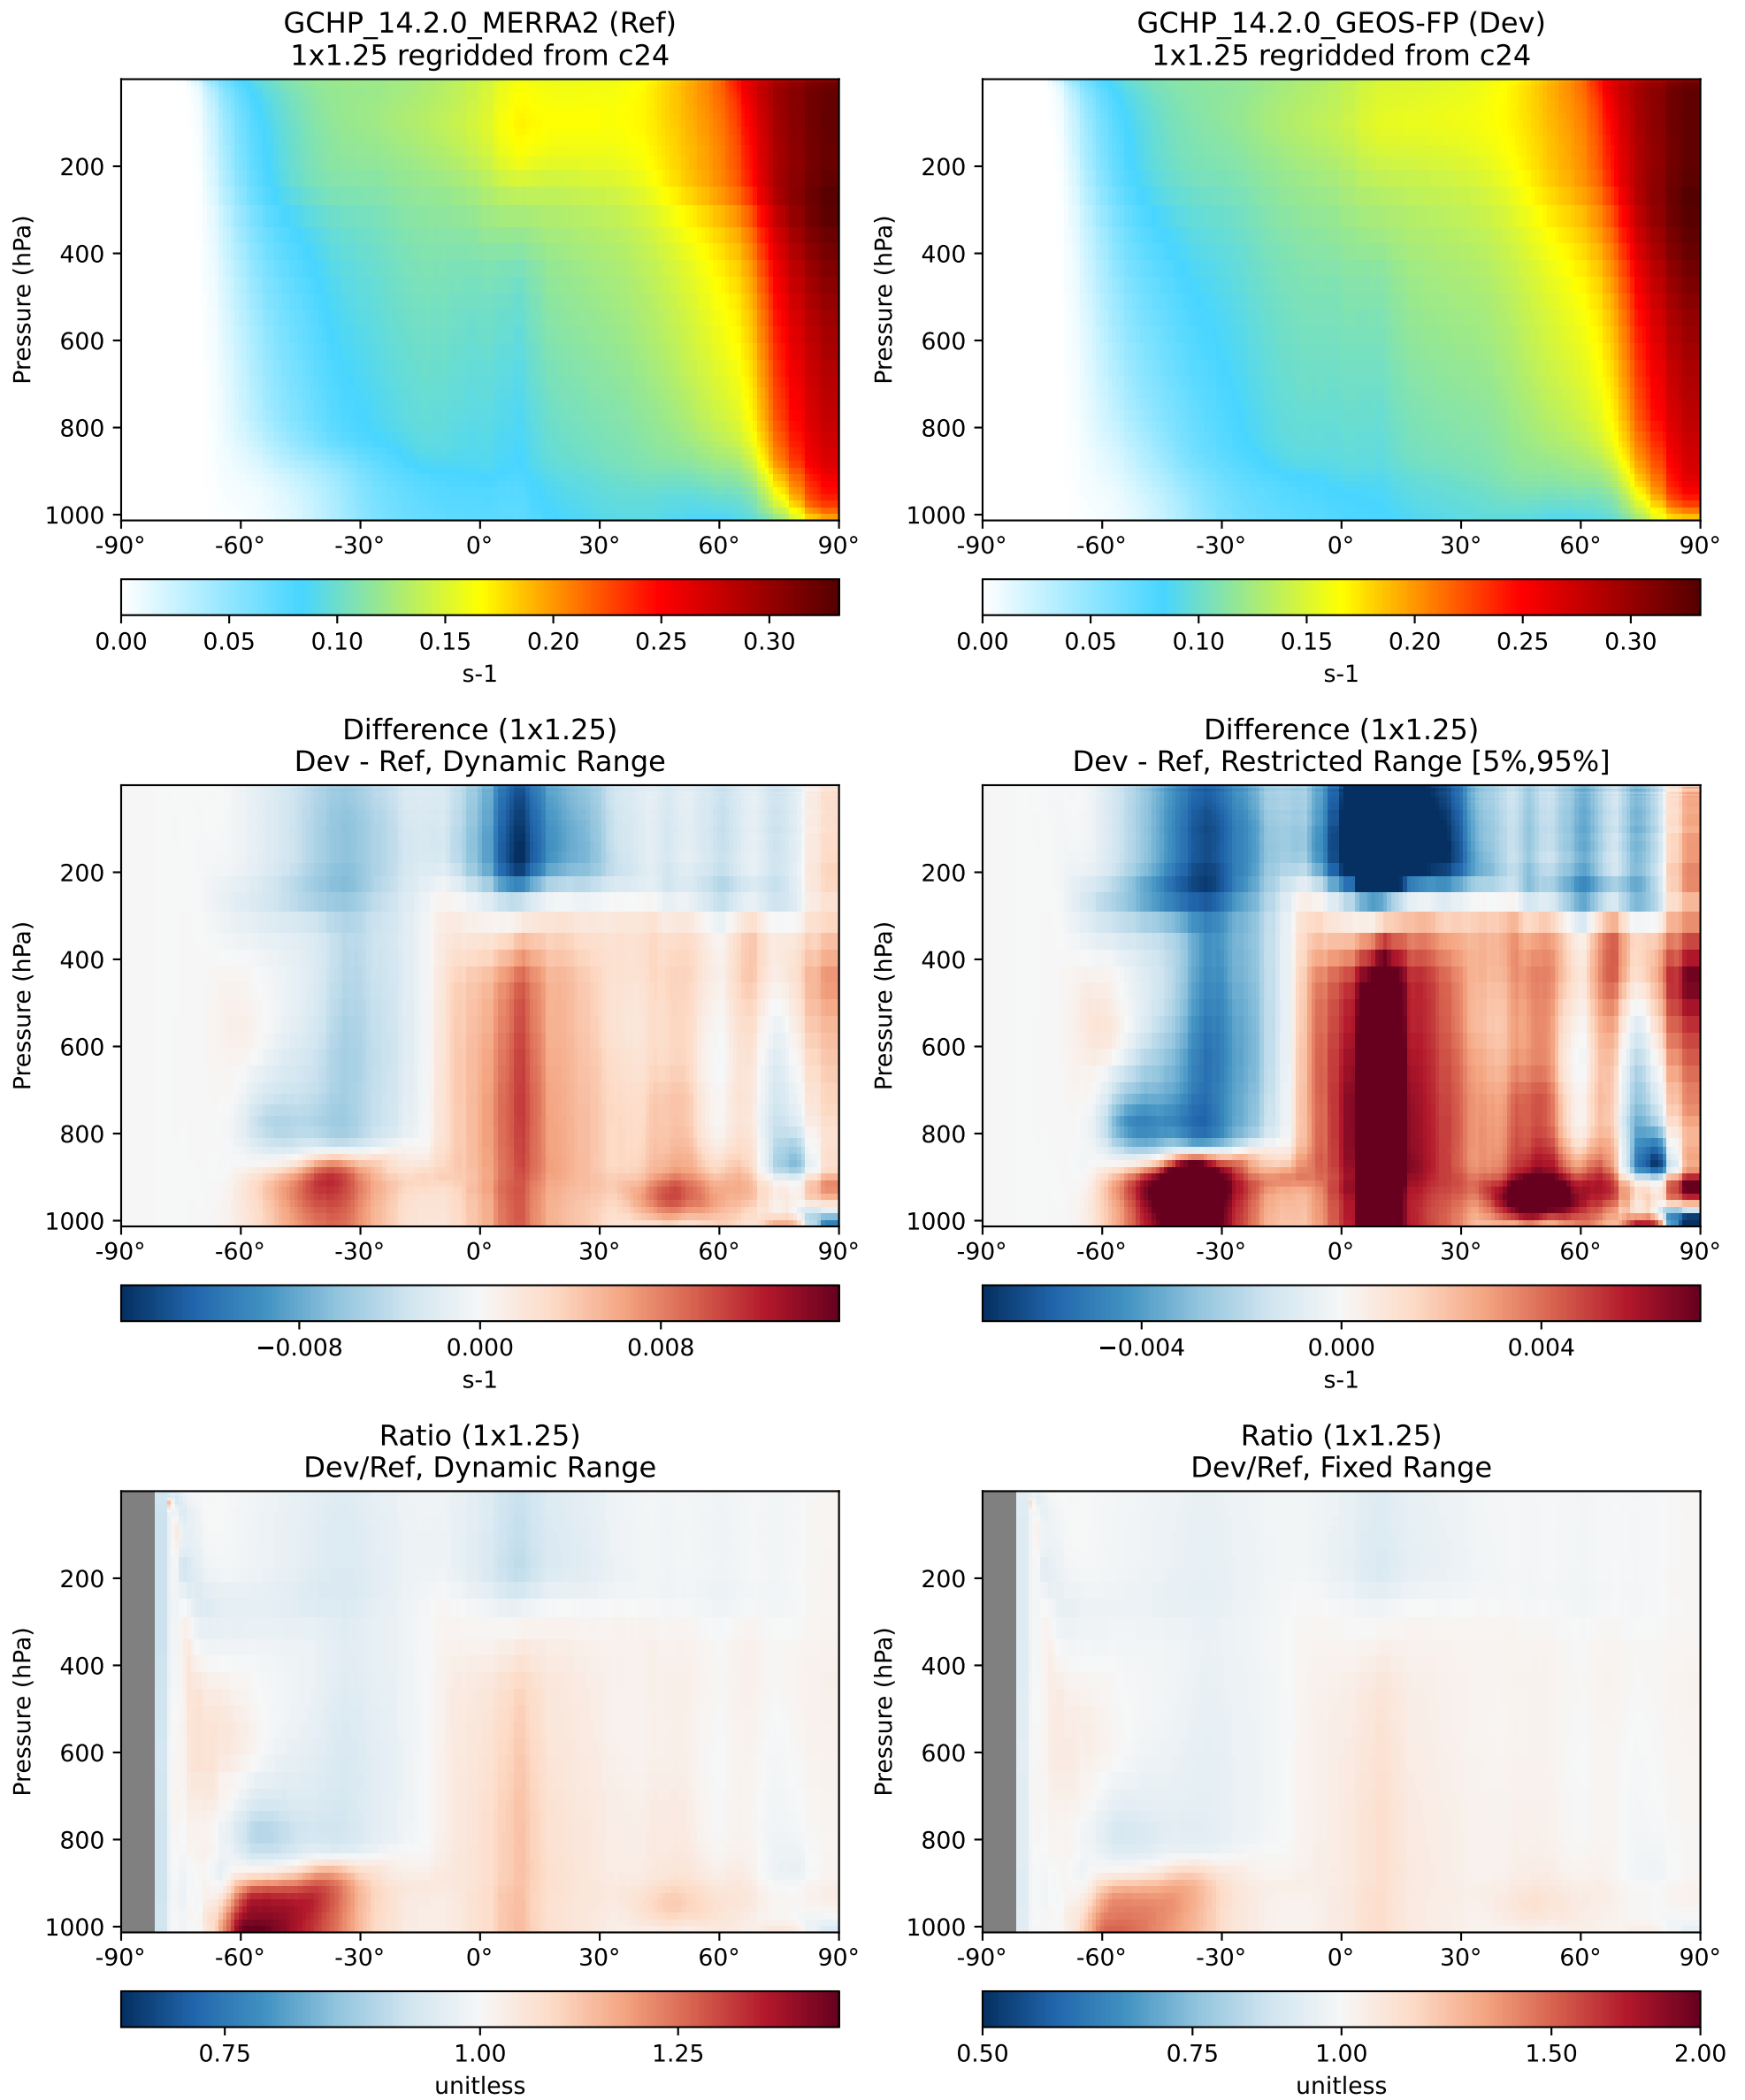 GCHP_14.2.0_MERRA2 (Ref)
1x1.25 regridded from c24
GCHP_14.2.0_GEOS-FP (Dev)
1x1.25 regridded from c24
Pressure (hPa)
200
400
600
800
1000
-90° -60° -30° 0° 30° 60° 90°
0.00 0.05 0.10 0.15 0.20 0.25 0.30
s-1
Pressure (hPa)
200
400
600
800
1000
-90° -60° -30° 0° 30° 60° 90°
0.00 0.05 0.10 0.15 0.20 0.25 0.30
s-1
Difference (1x1.25)
Dev - Ref, Dynamic Range
Difference (1x1.25)
Dev - Ref, Restricted Range [5%,95%]
Pressure (hPa)
200
400
600
800
1000
-90° -60° -30° 0° 30° 60° 90°
−0.008 0.000 0.008
s-1
Pressure (hPa)
200
400
600
800
1000
-90° -60° -30° 0° 30° 60° 90°
−0.004 0.000 0.004
s-1
Ratio (1x1.25)
Dev/Ref, Dynamic Range
Ratio (1x1.25)
Dev/Ref, Fixed Range
Pressure (hPa)
200
400
600
800
1000
-90° -60° -30° 0° 30° 60° 90°
0.75 1.00 1.25
unitless
Pressure (hPa)
200
400
600
800
1000
-90° -60° -30° 0° 30° 60° 90°
0.50 0.75 1.00 1.50 2.00
unitless